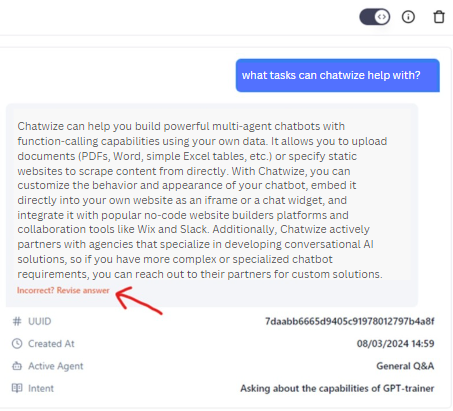 what tasks can chatwize help with?
Chatwize can help you build powerful multi-agent chatbots with
function-calling capabilities using your own data. It allows you to upload
documents (PDFs, Word, simple Excel tables, etc.) or specify static
websites to scrape content from directly. With Chatwize, you can
customize the behavior and appearance of your chatbot, embed it
directly into your own website as an iframe or a chat widget, and
integrate it with popular no-code website builders platforms and
collaboration tools like Wix and Slack. Additionally, Chatwize actively
partners with agencies that specialize in developing conversational AI
solutions, so if you have more complex or specialized chatbot
requirements, you can reach out to their partners for custom solutions.
Incorrect? Revise answer
# UUID 7daabb6665d9405c91978012797b4a8f
Created At 08/03/2024 14:59
Active Agent General Q&A
Intent Asking about the capabilities of GPT-trainer